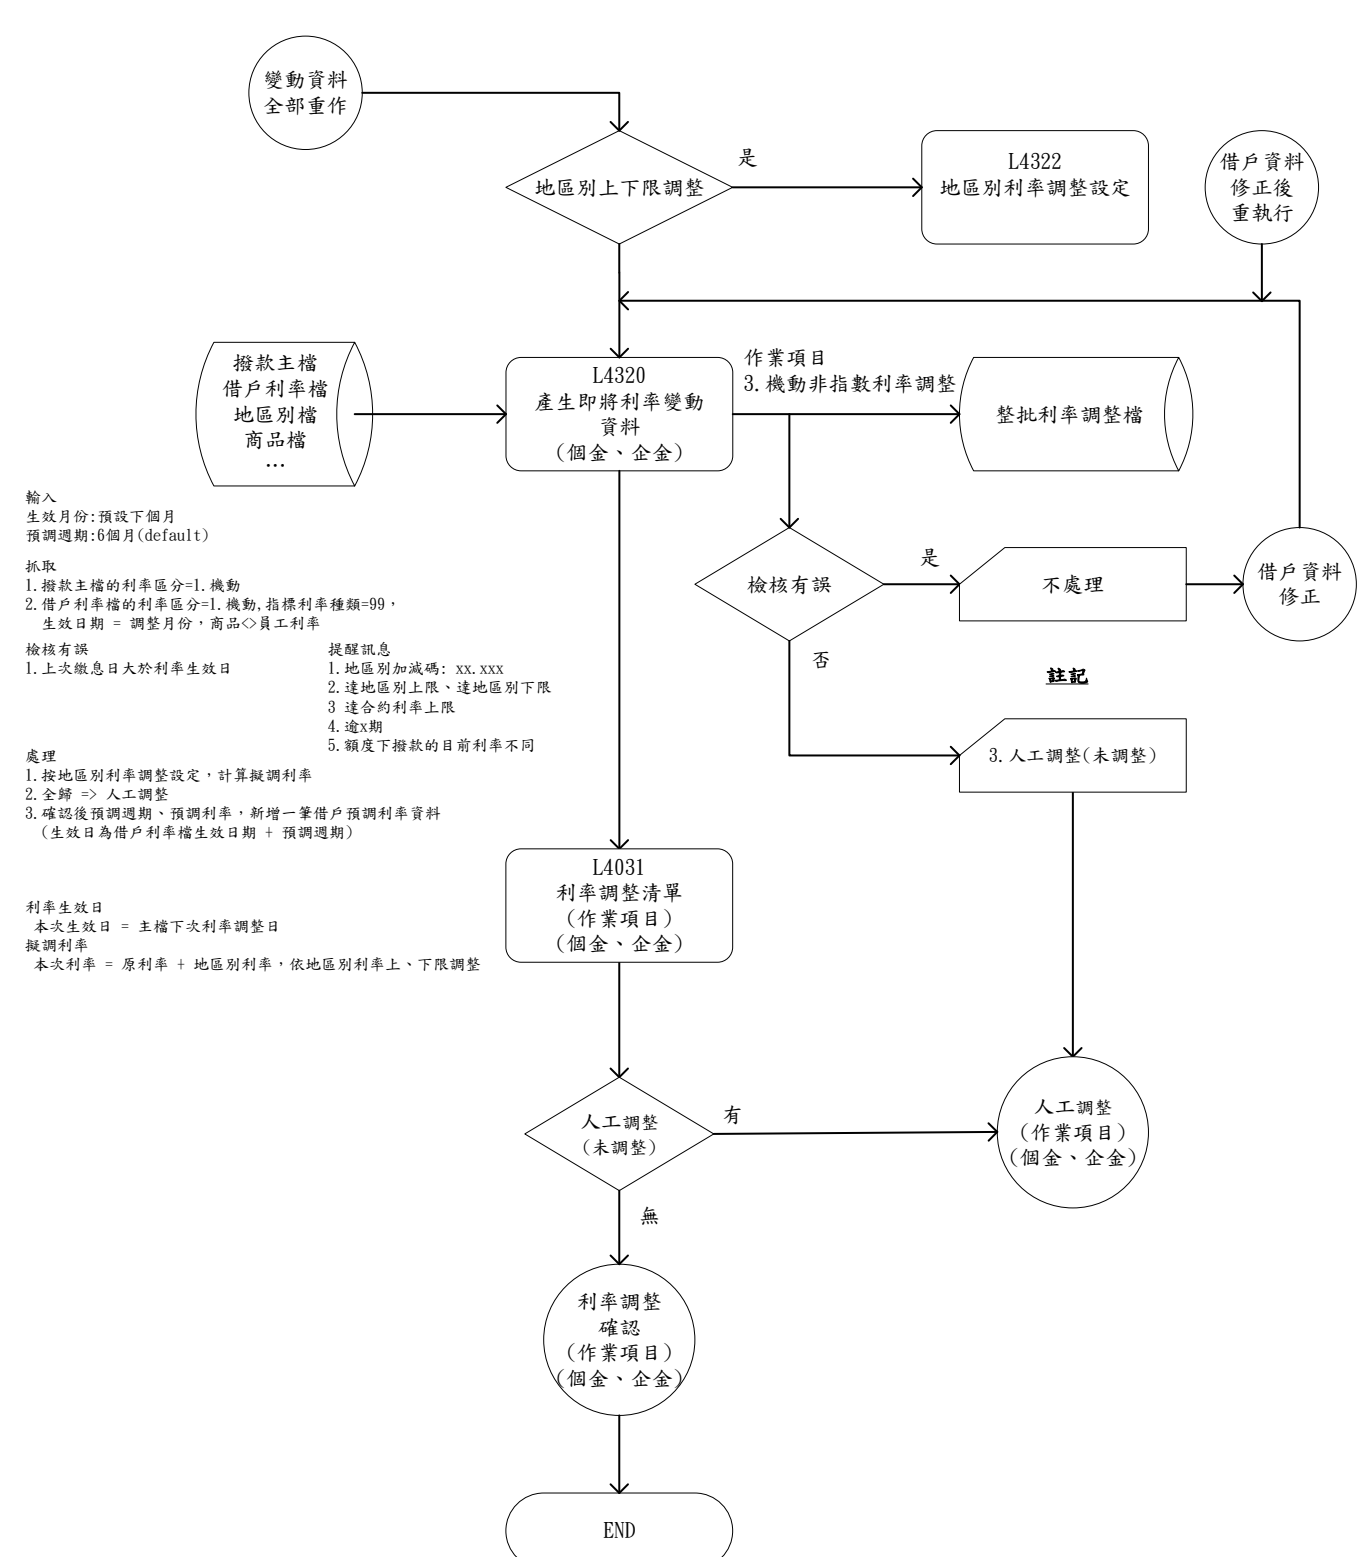 變動資料
全部重作
地區別上下限調整
是
L4322
地區別利率調整設定
借戶資料
修正後
重執行
撥款主檔
借戶利率檔
地區別檔
商品檔
…
L4320
產生即將利率變動
資料
(個金、企金)
作業項目
3.機動非指數利率調整
整批利率調整檔
輸入
生效月份:預設下個月
預調週期:6個月(default)
抓取
1.撥款主檔的利率區分=1.機動
2.借戶利率檔的利率區分=1.機動,指標利率種類=99，
生效日期 = 調整月份，商品<>員工利率
檢核有誤
1.上次繳息日大於利率生效日
提醒訊息
1.地區別加減碼: xx.xxx
2.達地區別上限、達地區別下限
3 達合約利率上限
4.逾x期
5.額度下撥款的目前利率不同
檢核有誤
是
不處理
借戶資料
修正
否
註記
3.人工調整(未調整)
處理
1.按地區別利率調整設定，計算擬調利率
2.全歸 => 人工調整
3.確認後預調週期、預調利率，新增一筆借戶預調利率資料
(生效日為借戶利率檔生效日期 + 預調週期)
L4031
利率調整清單
(作業項目)
(個金、企金)
利率生效日
本次生效日 = 主檔下次利率調整日
擬調利率
本次利率 = 原利率 + 地區別利率，依地區別利率上、下限調整
人工調整
(未調整)
有
人工調整
(作業項目)
(個金、企金)
無
利率調整
確認
(作業項目)
(個金、企金)
END